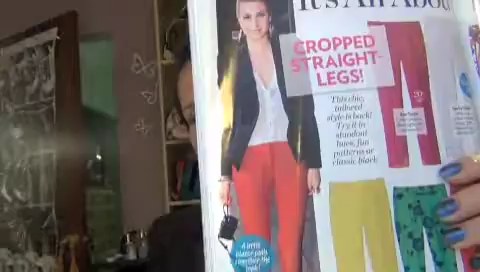 It's All Abou
CROPPED
STRAIGHT-
LEGS!
This chic,
tailored
style is back!
Try it in
standout
hues, fun
patterns or
classic black
A little
blazer pulls
together the
look!